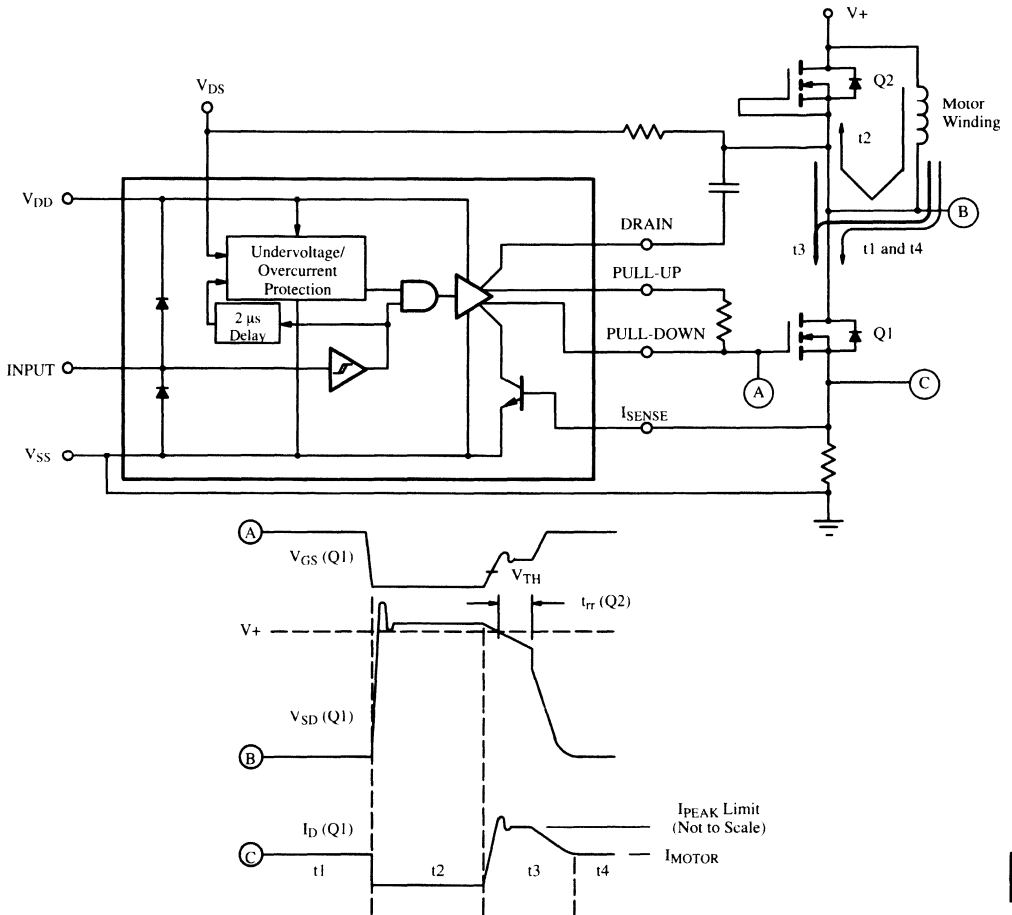 V+
Q2
Motor
Winding
VDS
t2
VDD
DRAIN
B
Undervoltage/
Overcurrent
Protection
t3
t1 and t4
PULL-UP
2 μs
Delay
PULL-DOWN
Q1
INPUT
A
C
ISENSE
VSS
A
VGS (Q1)
VTH
trr (Q2)
V+
VSD (Q1)
B
IPEAK Limit
(Not to Scale)
ID (Q1)
C
IMOTOR
t1
t2
t3
t4